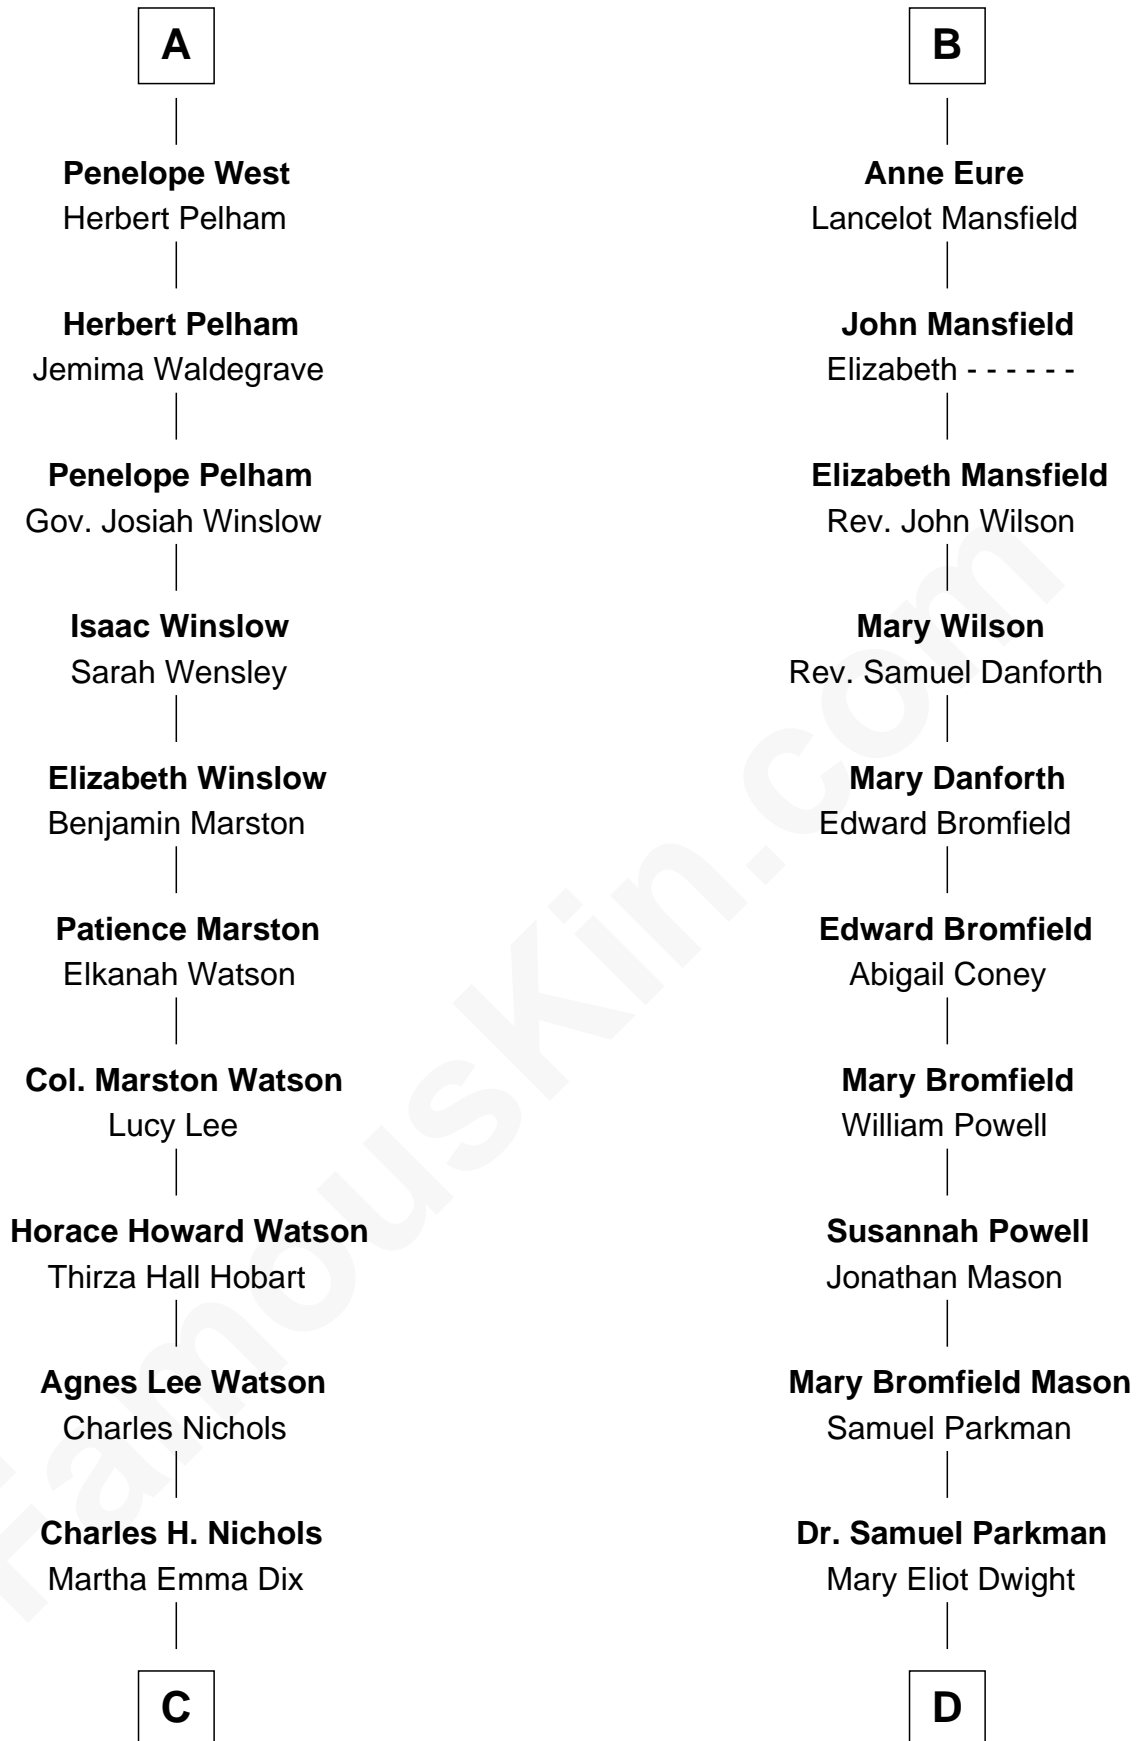 A
Penelope West
Herbert Pelham
Herbert Pelham
Jemima Waldegrave
Penelope Pelham
Gov. Josiah Winslow
Isaac Winslow
Sarah Wensley
Elizabeth Winslow
Benjamin Marston
Patience Marston
Elkanah Watson
Col. Marston Watson
Lucy Lee
Horace Howard Watson
Thirza Hall Hobart
Agnes Lee Watson
Charles Nichols
Charles H. Nichols
Martha Emma Dix
C
B
Anne Eure
Lancelot Mansfield
John Mansfield
Elizabeth - - - - - -
Elizabeth Mansfield
Rev. John Wilson
Mary Wilson
Rev. Samuel Danforth
Mary Danforth
Edward Bromfield
Edward Bromfield
Abigail Coney
Mary Bromfield
William Powell
Susannah Powell
Jonathan Mason
Mary Bromfield Mason
Samuel Parkman
Dr. Samuel Parkman
Mary Eliot Dwight
D
FamousKin.com